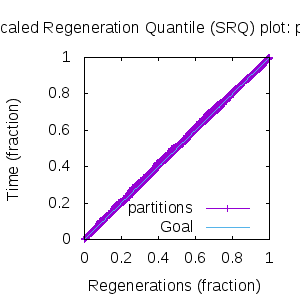 caled Regeneration Quantile (SRQ) plot: p
1
0.8
0.6
0.4
0.2
0
Time (fraction)
partitions
Goal
0 0.2 0.4 0.6 0.8 1
Regenerations (fraction)